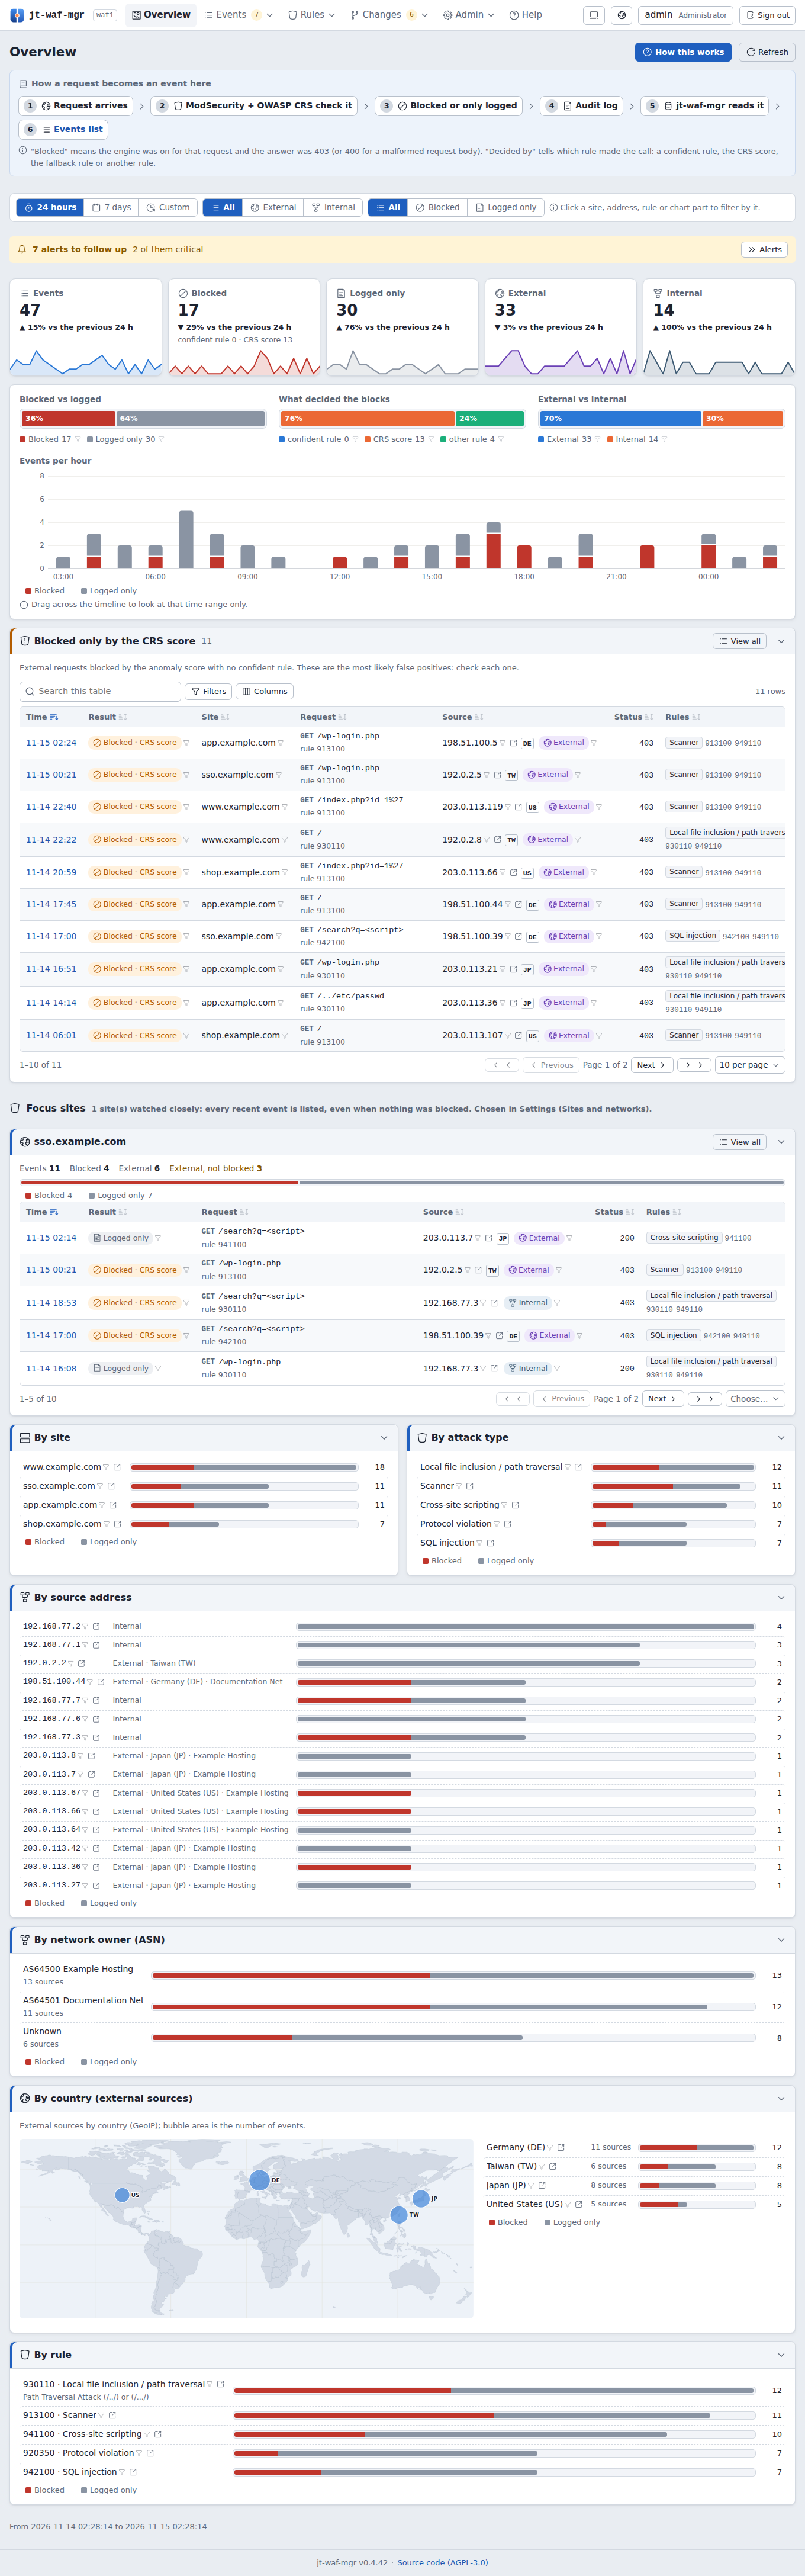 jt-waf-mgr waf1 Overview Events 7 Rules Changes 6 Admin Help admin Administrator Sign out
Overview How this works Refresh
How a request becomes an event here
1 Request arrives 2 ModSecurity + OWASP CRS check it 3 Blocked or only logged 4 Audit log 5 jt-waf-mgr reads it
6 Events list
"Blocked" means the engine was on for that request and the answer was 403 (or 400 for a malformed request body). "Decided by" tells which rule made the call: a confident rule, the CRS score,
the fallback rule or another rule.
24 hours 7 days Custom All External Internal All Blocked Logged only Click a site, address, rule or chart part to filter by it.
7 alerts to follow up 2 of them critical Alerts
Events Blocked Logged only External Internal
47 17 30 33 14
▲ 15% vs the previous 24 h ▼ 29% vs the previous 24 h ▲ 76% vs the previous 24 h ▼ 3% vs the previous 24 h ▲ 100% vs the previous 24 h
confident rule 0 · CRS score 13
Blocked vs logged What decided the blocks External vs internal
36% 64% 76% 24% 70% 30%
Blocked 17 Logged only 30 confident rule 0 CRS score 13 other rule 4 External 33 Internal 14
Events per hour
8
6
4
2
0
03:00 06:00 09:00 12:00 15:00 18:00 21:00 00:00
Blocked Logged only
Drag across the timeline to look at that time range only.
Blocked only by the CRS score 11 View all
External requests blocked by the anomaly score with no confident rule. These are the most likely false positives: check each one.
Search this table Filters Columns 11 rows
Time Result Site Request Source Status Rules
11-15 02:24 Blocked · CRS score app.example.com GET /wp-login.php rule 913100 198.51.100.5 DE External 403 Scanner 913100 949110
11-15 00:21 Blocked · CRS score sso.example.com GET /wp-login.php rule 913100 192.0.2.5 TW External 403 Scanner 913100 949110
11-14 22:40 Blocked · CRS score www.example.com GET /index.php?id=1%27 rule 913100 203.0.113.119 US External 403 Scanner 913100 949110
11-14 22:22 Blocked · CRS score www.example.com GET / rule 930110 192.0.2.8 TW External 403 Local file inclusion / path travers 930110 949110
11-14 20:59 Blocked · CRS score shop.example.com GET /index.php?id=1%27 rule 913100 203.0.113.66 US External 403 Scanner 913100 949110
11-14 17:45 Blocked · CRS score app.example.com GET / rule 913100 198.51.100.44 DE External 403 Scanner 913100 949110
11-14 17:00 Blocked · CRS score sso.example.com GET /search?q=<script> rule 942100 198.51.100.39 DE External 403 SQL injection 942100 949110
11-14 16:51 Blocked · CRS score app.example.com GET /wp-login.php rule 930110 203.0.113.21 JP External 403 Local file inclusion / path travers 930110 949110
11-14 14:14 Blocked · CRS score app.example.com GET /../etc/passwd rule 930110 203.0.113.36 JP External 403 Local file inclusion / path travers 930110 949110
11-14 06:01 Blocked · CRS score shop.example.com GET / rule 913100 203.0.113.107 US External 403 Scanner 913100 949110
1–10 of 11 Previous Page 1 of 2 Next 10 per page
Focus sites 1 site(s) watched closely: every recent event is listed, even when nothing was blocked. Chosen in Settings (Sites and networks).
sso.example.com View all
Events 11 Blocked 4 External 6 External, not blocked 3
Blocked 4 Logged only 7
Time Result Request Source Status Rules
11-15 02:14 Logged only GET /search?q=<script> rule 941100 203.0.113.7 JP External 200 Cross-site scripting 941100
11-15 00:21 Blocked · CRS score GET /wp-login.php rule 913100 192.0.2.5 TW External 403 Scanner 913100 949110
11-14 18:53 Blocked · CRS score GET /search?q=<script> rule 930110 192.168.77.3 Internal 403 Local file inclusion / path traversal 930110 949110
11-14 17:00 Blocked · CRS score GET /search?q=<script> rule 942100 198.51.100.39 DE External 403 SQL injection 942100 949110
11-14 16:08 Logged only GET /wp-login.php rule 930110 192.168.77.3 Internal 200 Local file inclusion / path traversal 930110 949110
1–5 of 10 Previous Page 1 of 2 Next Choose...
By site
www.example.com 18
sso.example.com 11
app.example.com 11
shop.example.com 7
Blocked Logged only
By attack type
Local file inclusion / path traversal 12
Scanner 11
Cross-site scripting 10
Protocol violation 7
SQL injection 7
Blocked Logged only
By source address
192.168.77.2 Internal 4
192.168.77.1 Internal 3
192.0.2.2 External · Taiwan (TW) 3
198.51.100.44 External · Germany (DE) · Documentation Net 2
192.168.77.7 Internal 2
192.168.77.6 Internal 2
192.168.77.3 Internal 2
203.0.113.8 External · Japan (JP) · Example Hosting 1
203.0.113.7 External · Japan (JP) · Example Hosting 1
203.0.113.67 External · United States (US) · Example Hosting 1
203.0.113.66 External · United States (US) · Example Hosting 1
203.0.113.64 External · United States (US) · Example Hosting 1
203.0.113.42 External · Japan (JP) · Example Hosting 1
203.0.113.36 External · Japan (JP) · Example Hosting 1
203.0.113.27 External · Japan (JP) · Example Hosting 1
Blocked Logged only
By network owner (ASN)
AS64500 Example Hosting 13
13 sources
AS64501 Documentation Net 12
11 sources
Unknown 8
6 sources
Blocked Logged only
By country (external sources)
External sources by country (GeoIP); bubble area is the number of events.
US DE JP TW
Germany (DE) 11 sources 12
Taiwan (TW) 6 sources 8
Japan (JP) 8 sources 8
United States (US) 5 sources 5
Blocked Logged only
By rule
930110 · Local file inclusion / path traversal 12
Path Traversal Attack (/../) or (/.../)
913100 · Scanner 11
941100 · Cross-site scripting 10
920350 · Protocol violation 7
942100 · SQL injection 7
Blocked Logged only
From 2026-11-14 02:28:14 to 2026-11-15 02:28:14
jt-waf-mgr v0.4.42 · Source code (AGPL-3.0)